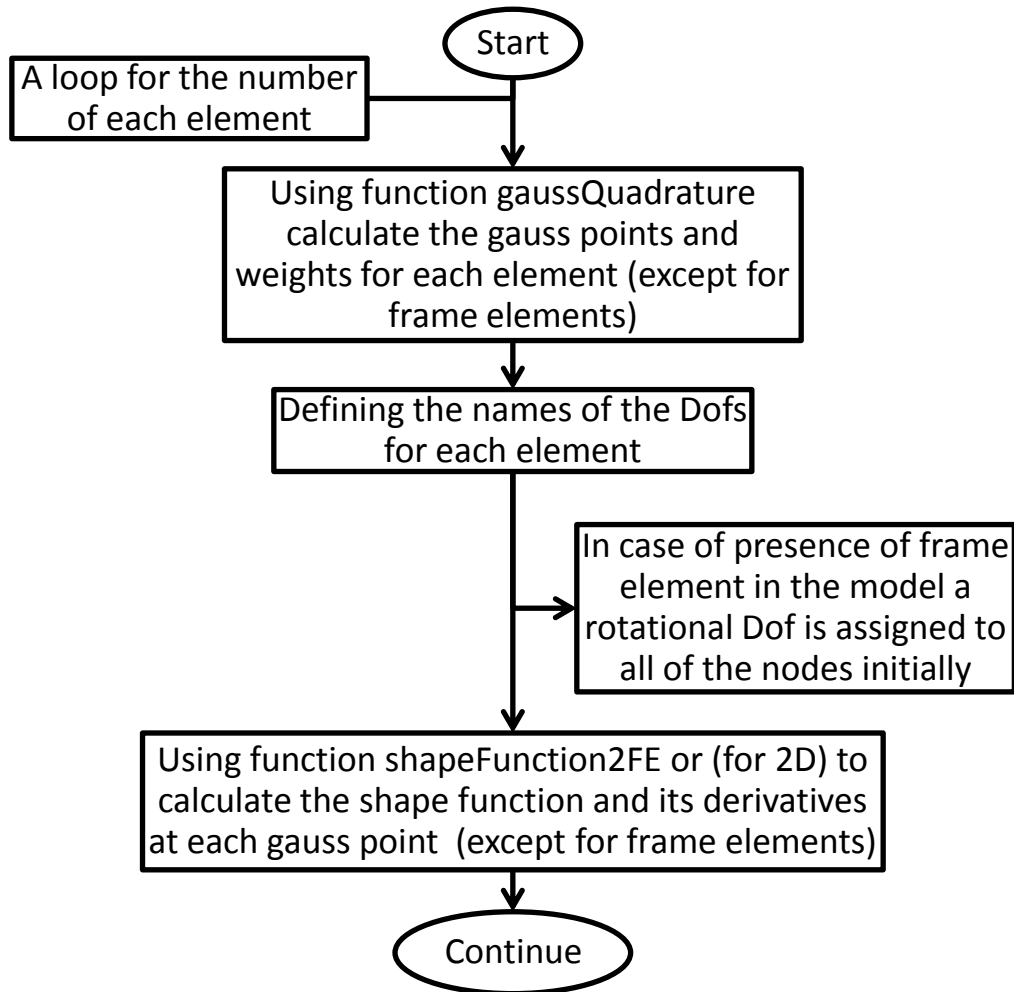 Start
A loop for the number
of each element
Using function gaussQuadrature
calculate the gauss points and
weights for each element (except for
frame elements)
Defining the names of the Dofs
for each element
In case of presence of frame
element in the model a
rotational Dof is assigned to
all of the nodes initially
Using function shapeFunction2FE or (for 2D) to
calculate the shape function and its derivatives
at each gauss point  (except for frame elements)
Continue